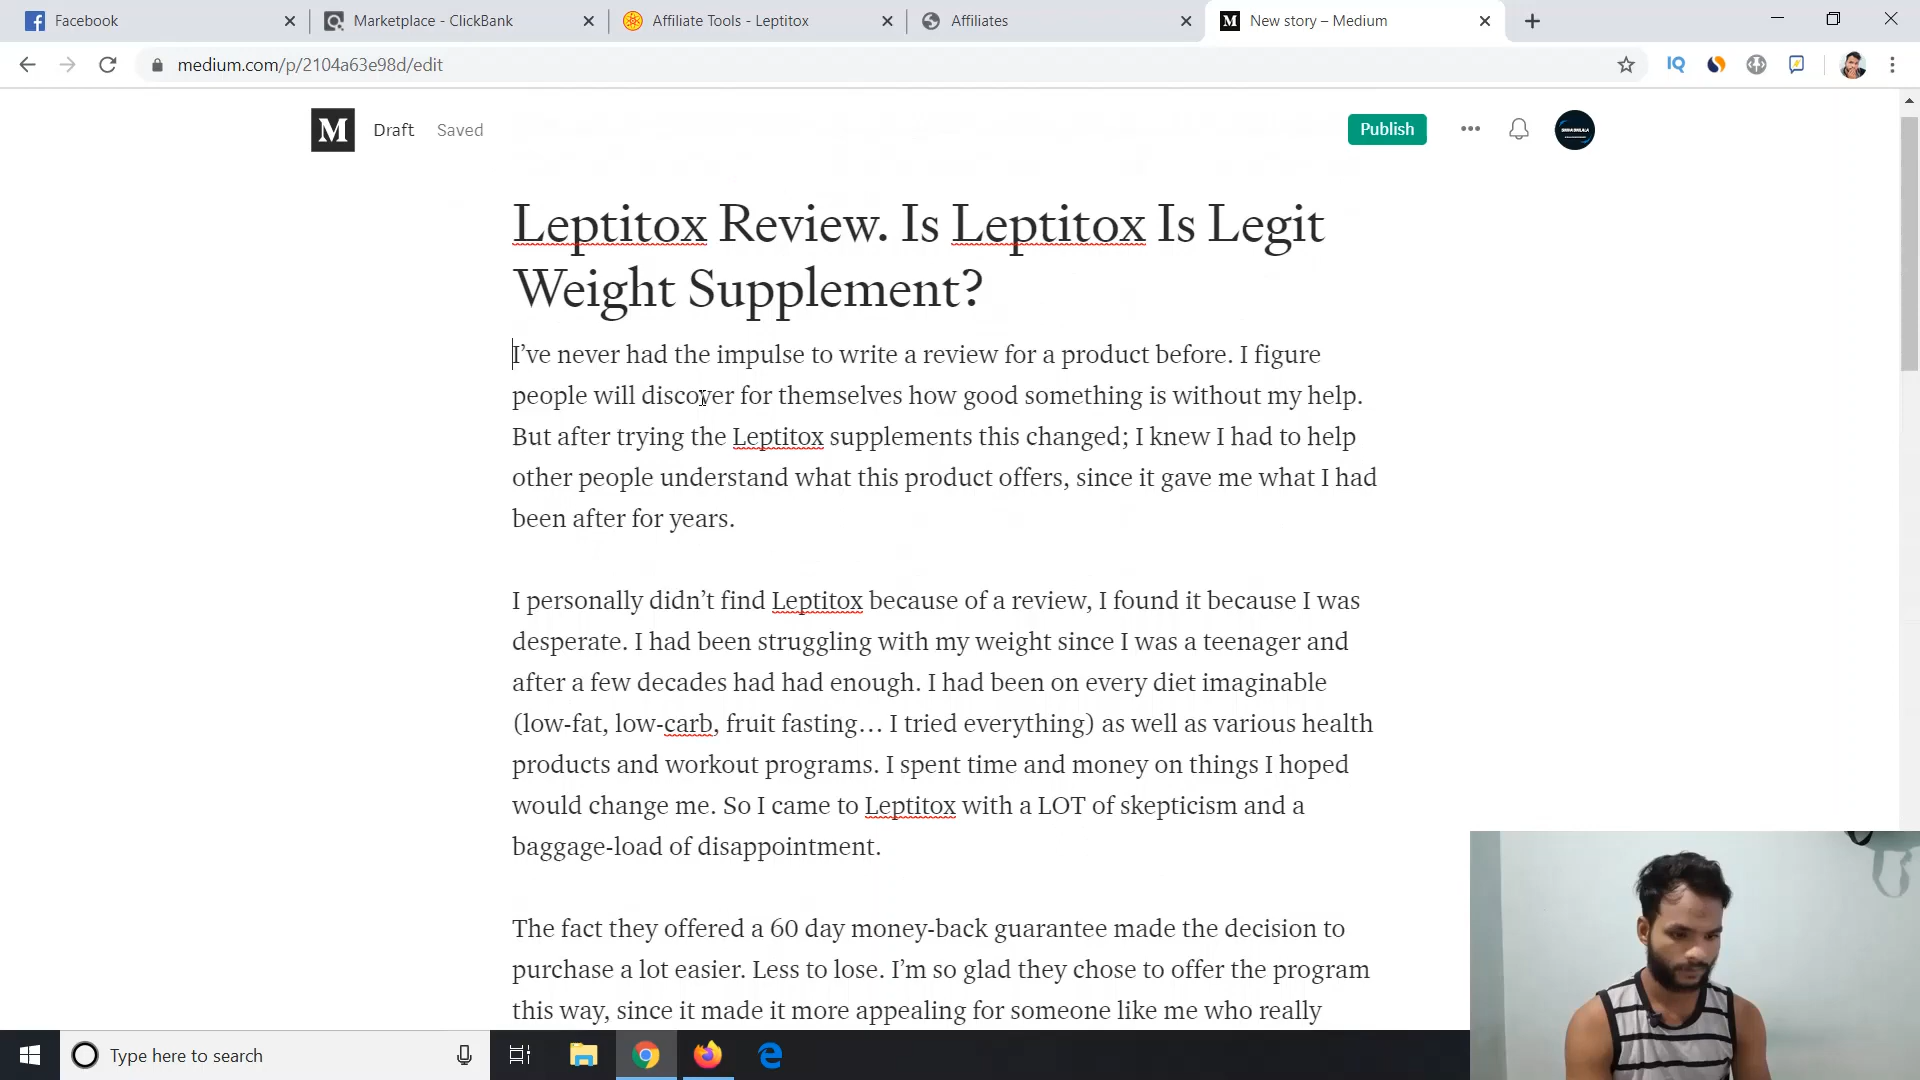 Facebook
Marketplace - ClickBank
Affiliate Tools - Leptitox
Affiliates
M New story – Medium
medium.com/p/2104a63e98d/edit
IQ
M Draft Saved
Publish
Leptitox Review. Is Leptitox Is Legit
Weight Supplement?
I’ve never had the impulse to write a review for a product before. I figure
people will discover for themselves how good something is without my help.
But after trying the Leptitox supplements this changed; I knew I had to help
other people understand what this product offers, since it gave me what I had
been after for years.
I personally didn’t find Leptitox because of a review, I found it because I was
desperate. I had been struggling with my weight since I was a teenager and
after a few decades had had enough. I had been on every diet imaginable
(low-fat, low-carb, fruit fasting… I tried everything) as well as various health
products and workout programs. I spent time and money on things I hoped
would change me. So I came to Leptitox with a LOT of skepticism and a
baggage-load of disappointment.
The fact they offered a 60 day money-back guarantee made the decision to
purchase a lot easier. Less to lose. I’m so glad they chose to offer the program
this way, since it made it more appealing for someone like me who really
Type here to search